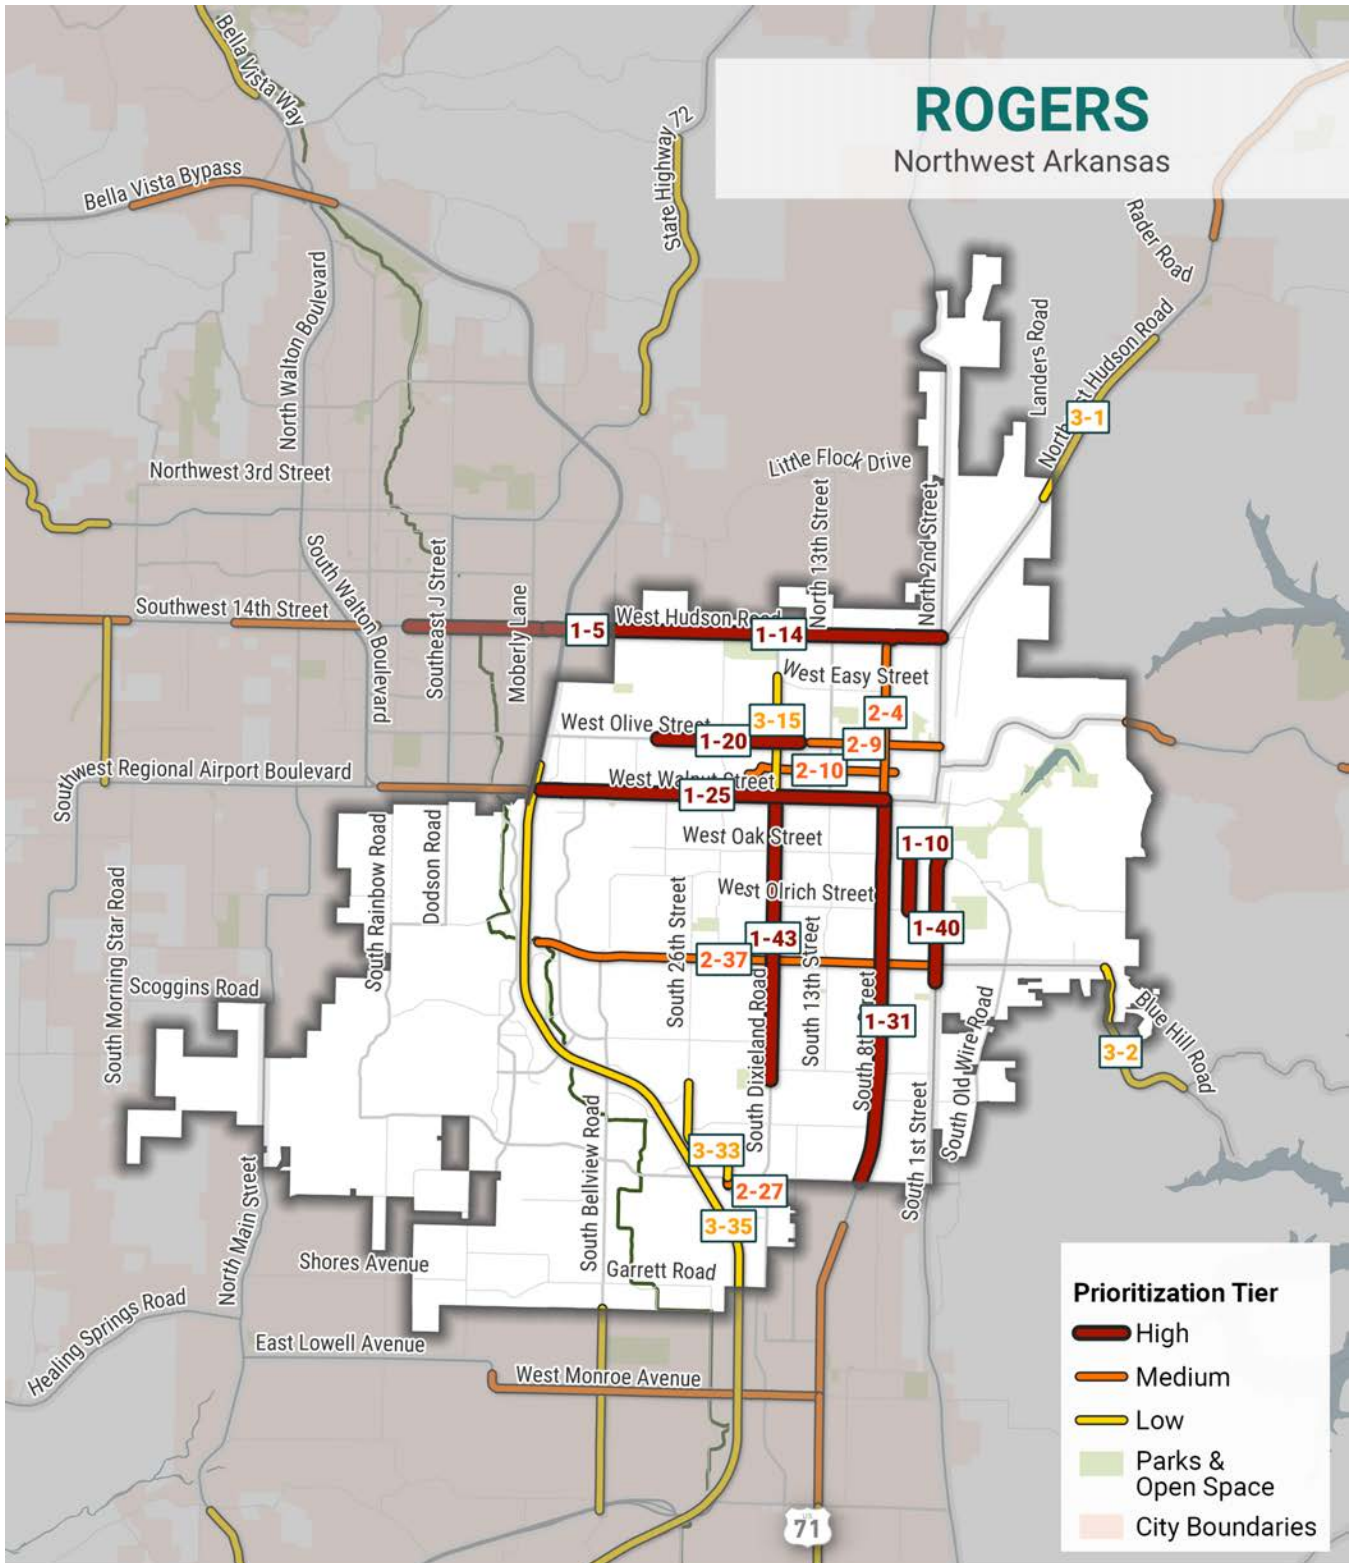 ROGERS
Northwest Arkansas
Bella Vista Way
Bella Vista Bypass
State Highway 72
Rader Road
North Walton Boulevard
Landers Road
3-1
Northwest 3rd Street
Little Flock Drive
North 13th Street
North 2nd Street
Southwest 14th Street
South Walton Boulevard
Southeast J Street
Moberly Lane
West Hudson Road
1-5
1-14
West Easy Street
West Olive Street
3-15
2-4
1-20
2-9
Southwest Regional Airport Boulevard
West Walnut Street
2-10
1-25
South Rainbow Road
Dodson Road
West Oak Street
1-10
South Morning Star Road
West Olrich Street
South 26th Street
1-43
South 13th Street
1-40
2-37
Scoggins Road
South Dixieland Road
South 8th Street
1-31
South Old Wire Road
Blue Hill Road
3-2
South Bellview Road
South 1st Street
3-33
2-27
3-35
North Main Street
Shores Avenue
Garrett Road
Healing Springs Road
East Lowell Avenue
West Monroe Avenue
US
71
Prioritization Tier
High
Medium
Low
Parks &
Open Space
City Boundaries